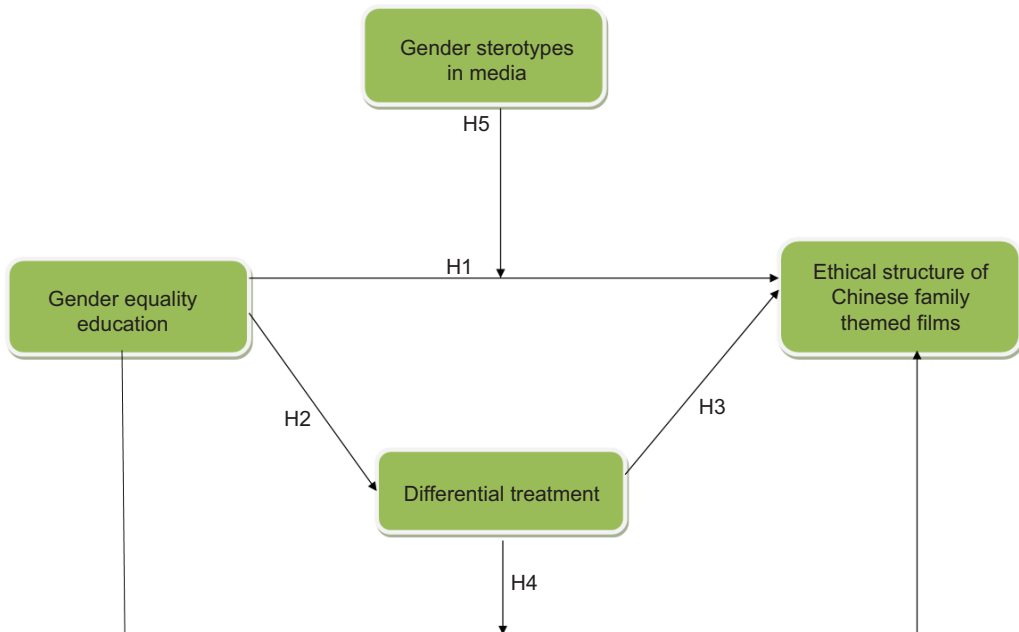 Gender sterotypes
in media
H5
H1
Gender equality
education
Ethical structure of
Chinese family
themed films
H2
H3
Differential treatment
H4